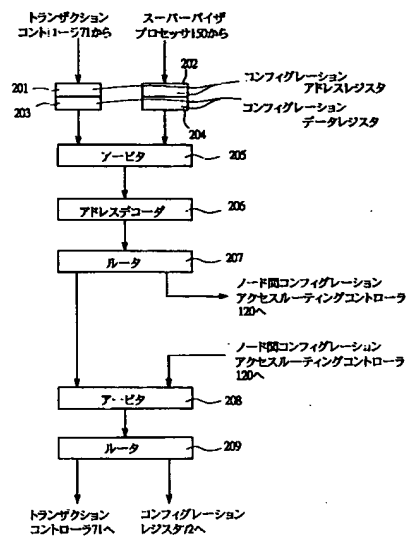 トランザクション
コントローラ71から
スーパーバイザ
プロセッサ150から
202
201
203
204
コンフィグレーション
アドレスレジスタ
コンフィグレーション
データレジスタ
アービタ
205
アドレスデコーダ
206
ルータ
207
ノード間コンフィグレーション
アクセスルーティングコントローラ
120へ
ノード間コンフィグレーション
アクセスルーティングコントローラ
120へ
アービタ
208
ルータ
209
トランザクション
コントローラ71へ
コンフィグレーション
レジスタ72へ